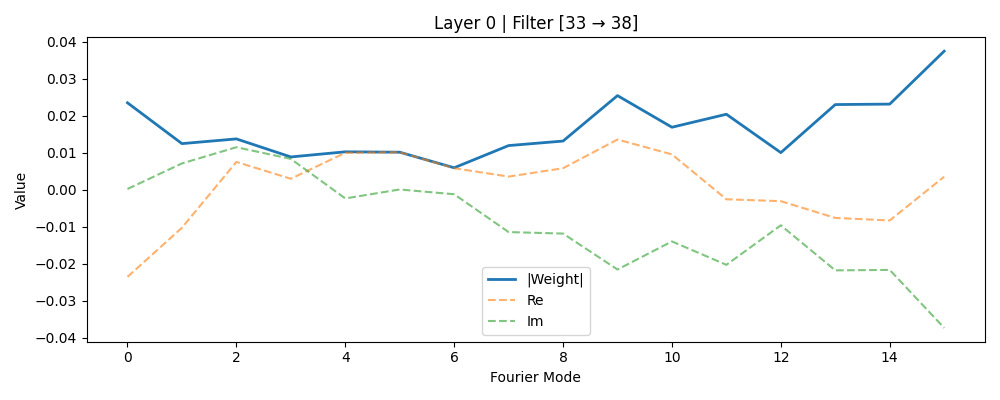 Layer 0 | Filter [33 → 38]
Value
0.04
0.03
0.02
0.01
0.00
−0.01
−0.02
−0.03
−0.04
|Weight|
Re
Im
0 2 4 6 8 10 12 14
Fourier Mode